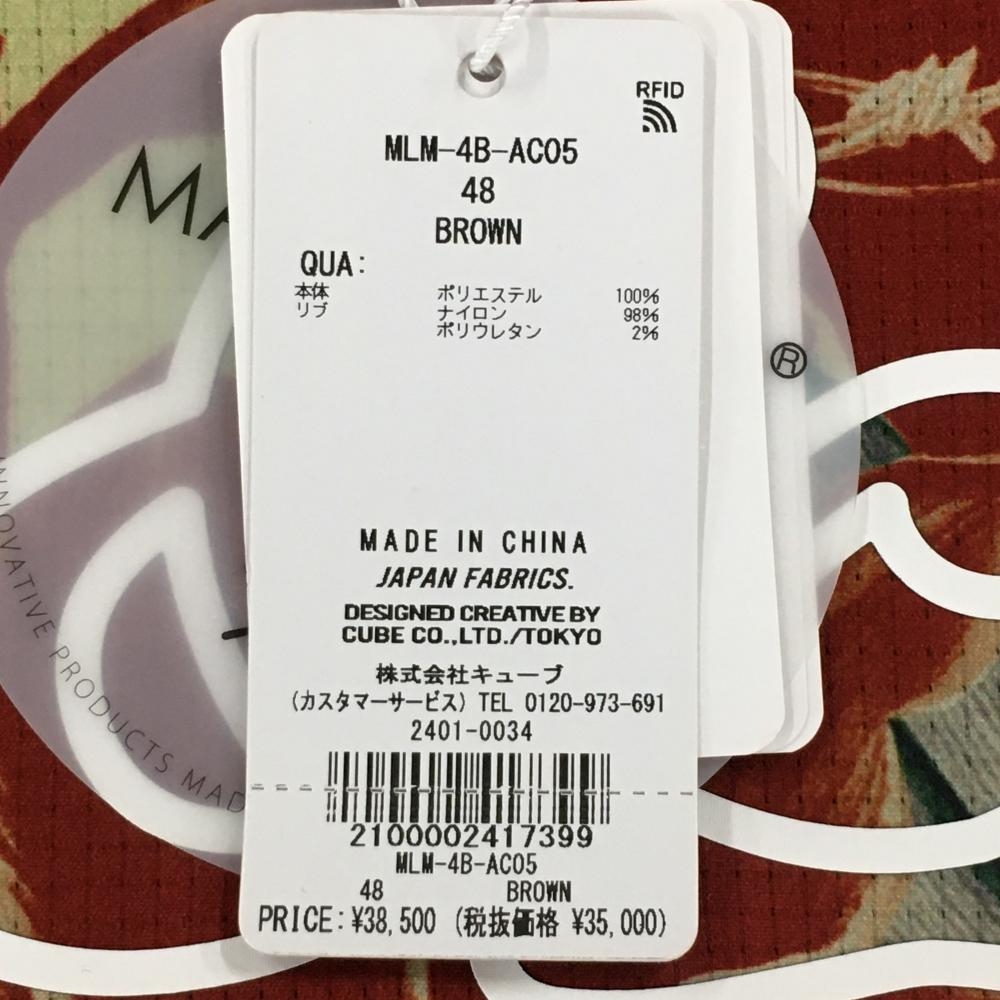 RFID
MLM-4B-AC05
48
BROWN
QUA:
本体 ポリエステル 100%
リブ ナイロン 98%
ポリウレタン 2%
MADE IN CHINA
JAPAN FABRICS.
DESIGNED CREATIVE BY
CUBE CO.,LTD./TOKYO
株式会社キューブ
(カスタマーサービス) TEL 0120-973-691
2401-0034
2100002417399
MLM-4B-AC05
48 BROWN
PRICE:¥38,500 (税抜価格 ¥35,000)
®
INNOVATIVE PRODUCTS MAD